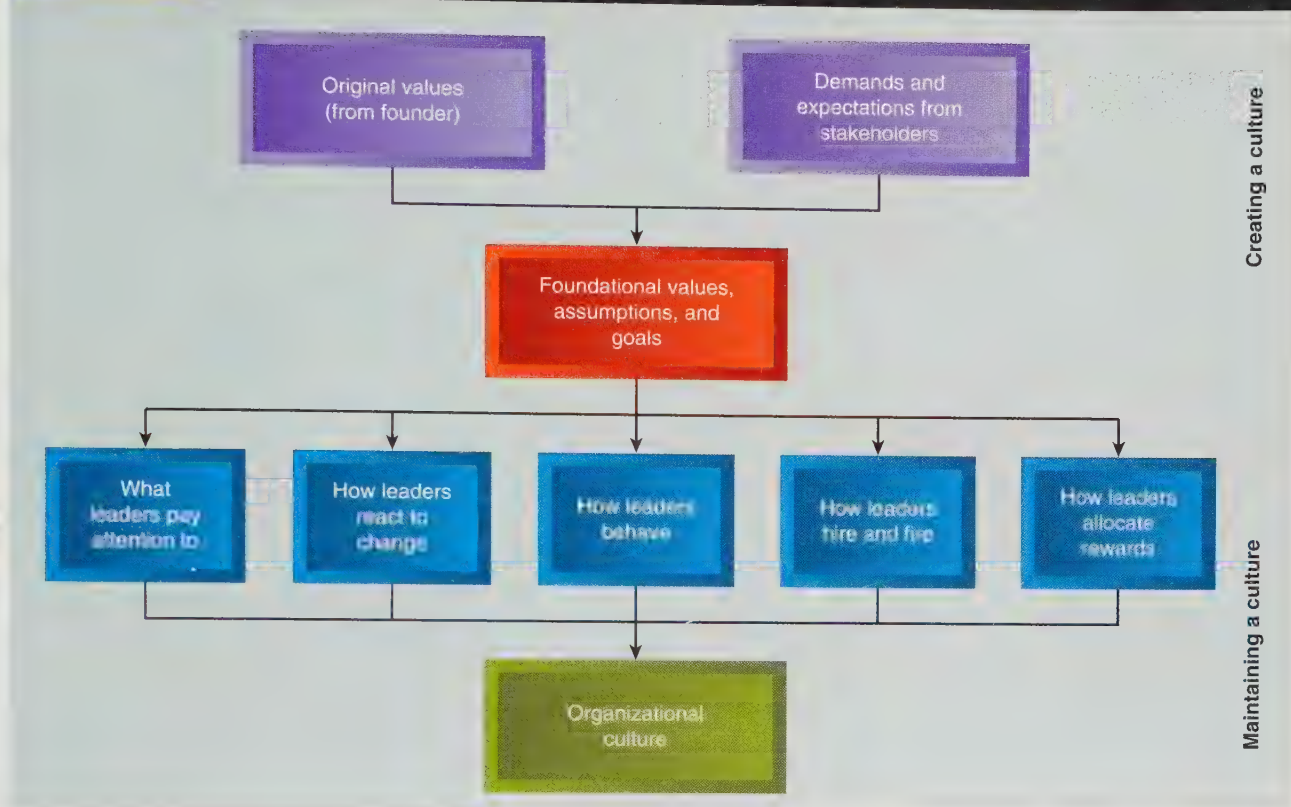 Original values
(from founder)
Demands and
expectations from
stakeholders
Creating a culture
Foundational values,
assumptions, and
goals
What
leaders pay
attention to
How leaders
react to
change
How leaders
behave
How leaders
hire and fire
How leaders
allocate
rewards
Maintaining a culture
Organizational
culture